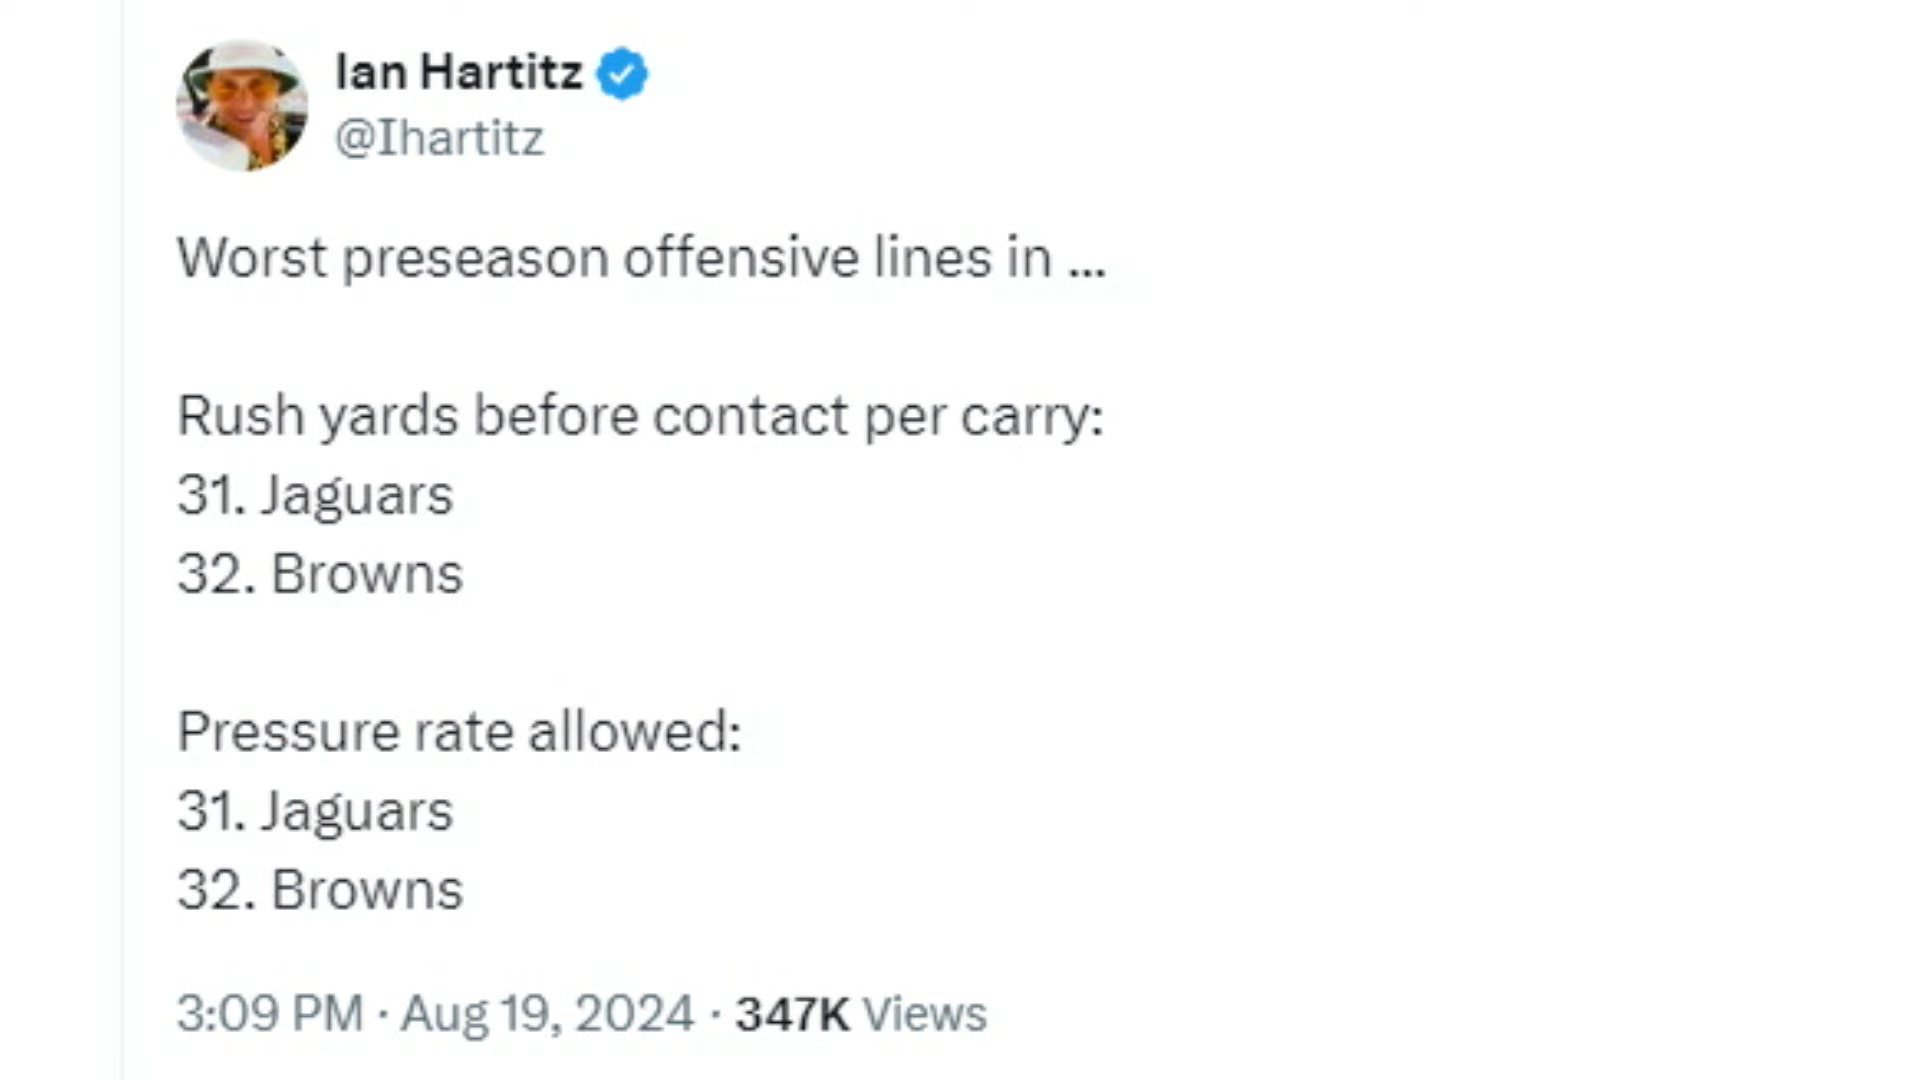 Ian Hartitz
@Ihartitz
Worst preseason offensive lines in ...
Rush yards before contact per carry:
31. Jaguars
32. Browns
Pressure rate allowed:
31. Jaguars
32. Browns
3:09 PM · Aug 19, 2024 · 347K Views